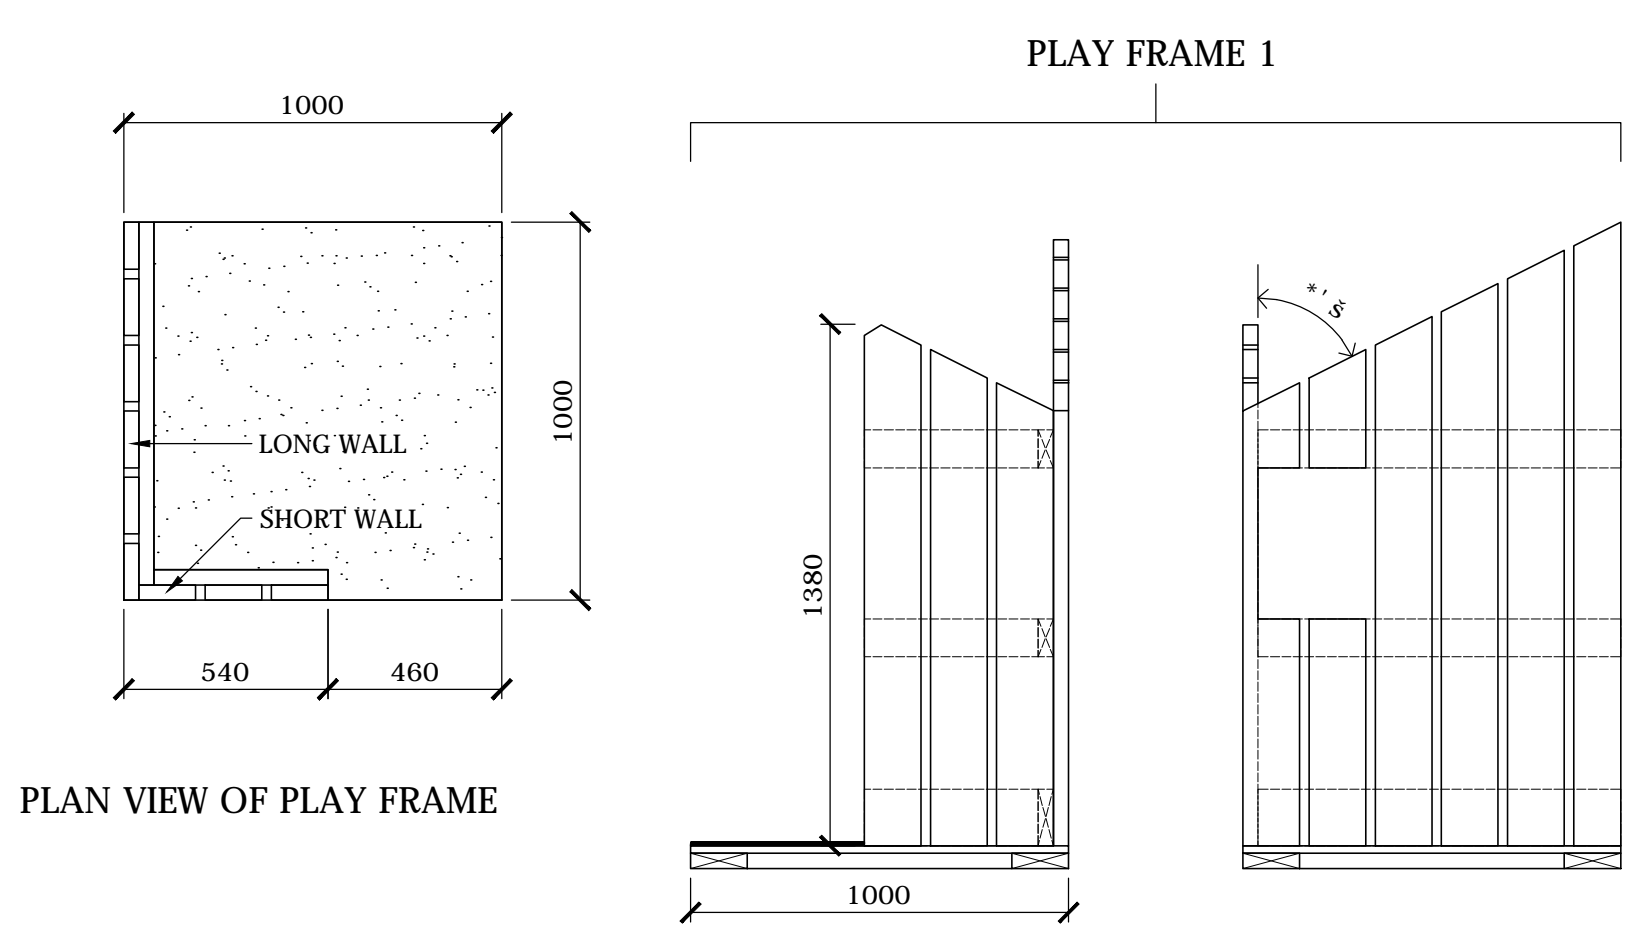 PLAY FRAME 1
1000
1000
LONG WALL
SHORT WALL
540
460
PLAN VIEW OF PLAY FRAME
1380
1000